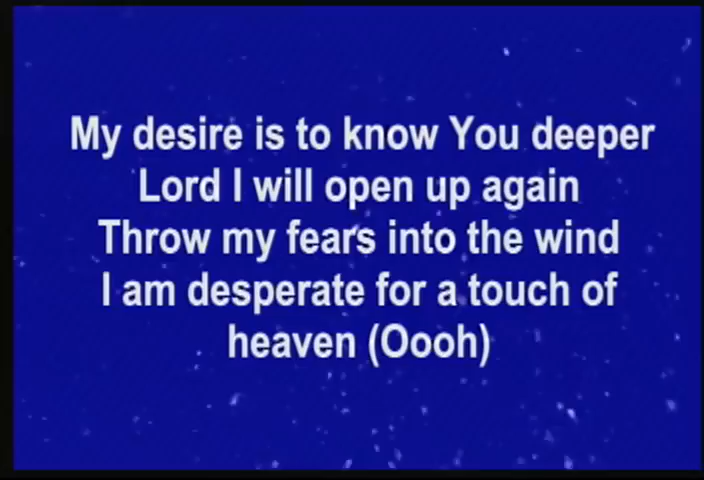 My desire is to know You deeper
Lord I will open up again
Throw my fears into the wind
I am desperate for a touch of
heaven (Oooh)